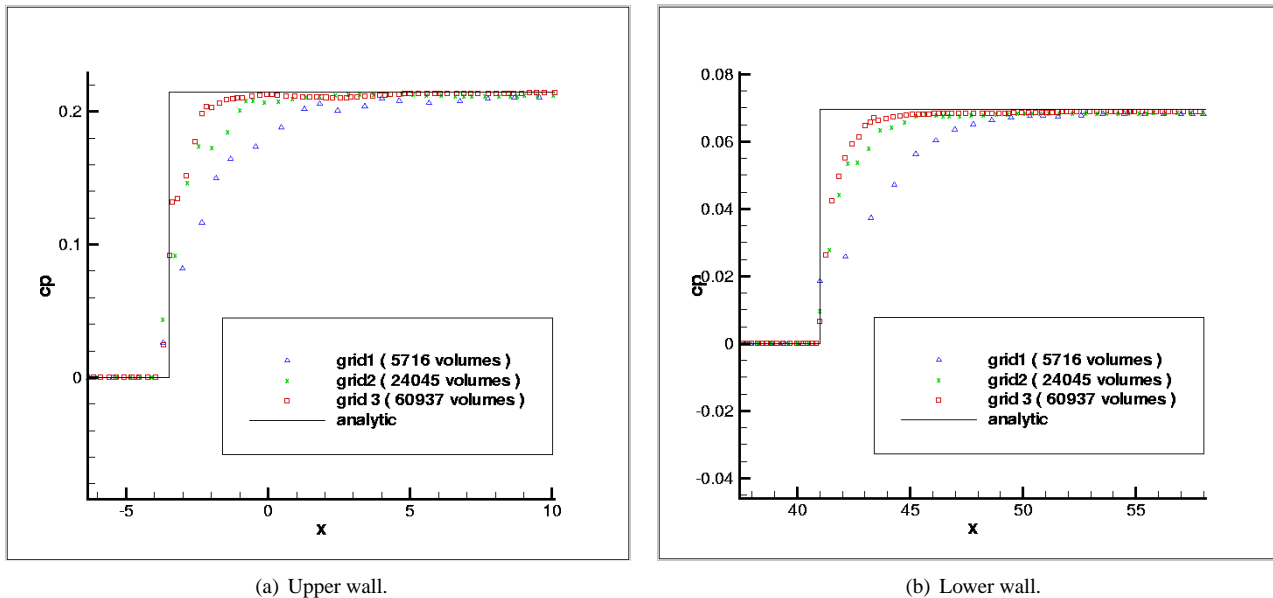 0.2
0.1
0
cp
-5
0
5
10
x
grid1 ( 5716 volumes )
grid2 ( 24045 volumes )
grid 3 ( 60937 volumes )
analytic
(a) Upper wall.
0.08
0.06
0.04
0.02
0
-0.02
-0.04
cp
40
45
50
55
x
grid1 ( 5716 volumes )
grid2 ( 24045 volumes )
grid 3 ( 60937 volumes )
analytic
(b) Lower wall.